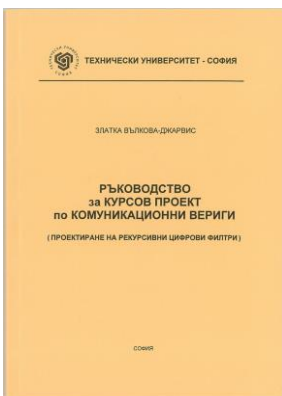 ТЕХНИЧЕСКИ УНИВЕРСИТЕТ - СОФИЯ
ЗЛАТКА ВЪЛКОВА-ДЖАРВИС
РЪКОВОДСТВО
за КУРСОВ ПРОЕКТ
по КОМУНИКАЦИОННИ ВЕРИГИ
( ПРОЕКТИРАНЕ НА РЕКУРСИВНИ ЦИФРОВИ ФИЛТРИ )
СОФИЯ